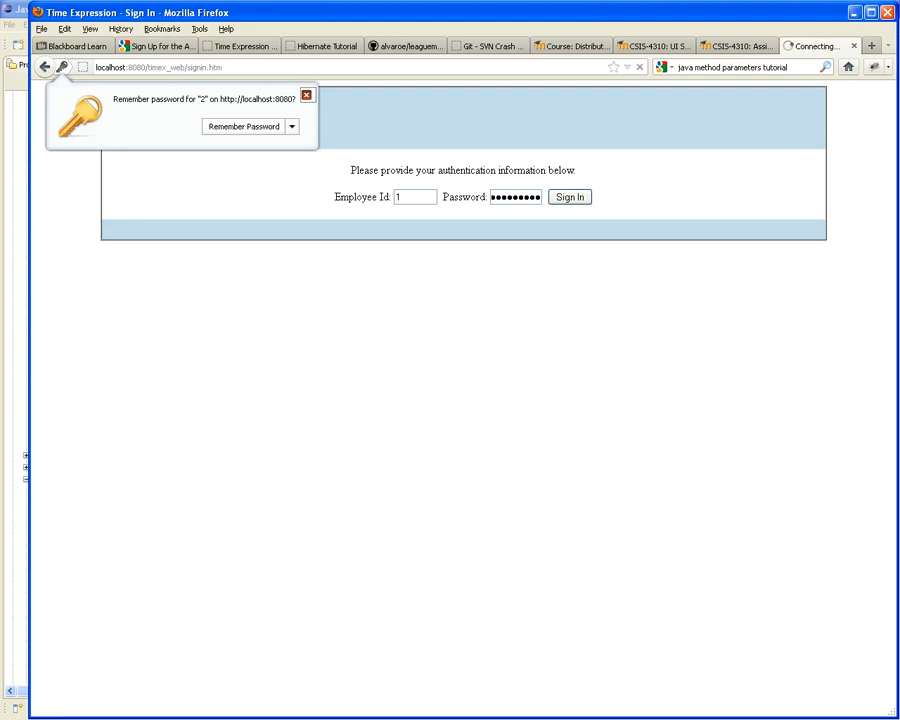 Jav
Time Expression - Sign In - Mozilla Firefox
File
File Edit View History Bookmarks Tools Help
Blackboard Learn Sign Up for the A... Time Expression ... Hibernate Tutorial alvaroe/leaguem... Git - SVN Crash ... Course: Distribut... CSIS-4310: UI S... CSIS-4310: Assi... Connecting...
localhost:8080/timex_web/signin.htm java method parameters tutorial
Remember password for "2" on http://localhost:8080?
Remember Password
Please provide your authentication information below.
Employee Id: 1 Password: Sign In